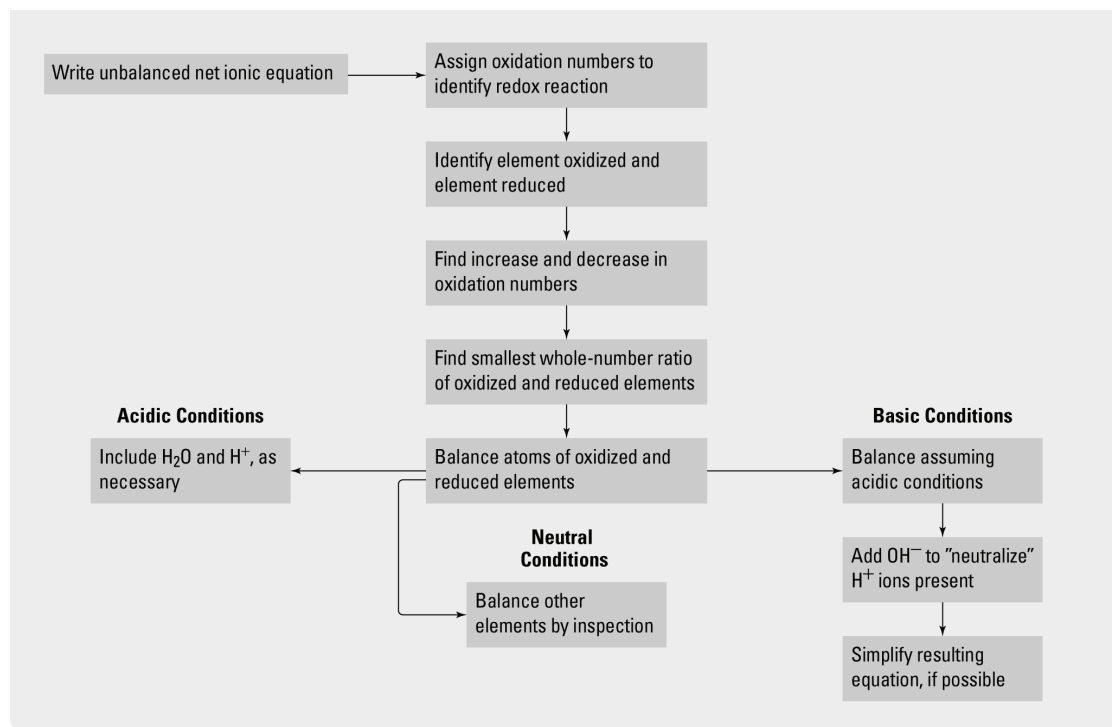 Write unbalanced net ionic equation
Assign oxidation numbers to
identify redox reaction
Identify element oxidized and
element reduced
Find increase and decrease in
oxidation numbers
Find smallest whole-number ratio
of oxidized and reduced elements
Acidic Conditions
Include H₂O and H⁺, as
necessary
Balance atoms of oxidized and
reduced elements
Neutral
Conditions
Balance other
elements by inspection
Basic Conditions
Balance assuming
acidic conditions
Add OH⁻ to ”neutralize”
H⁺ ions present
Simplify resulting
equation, if possible